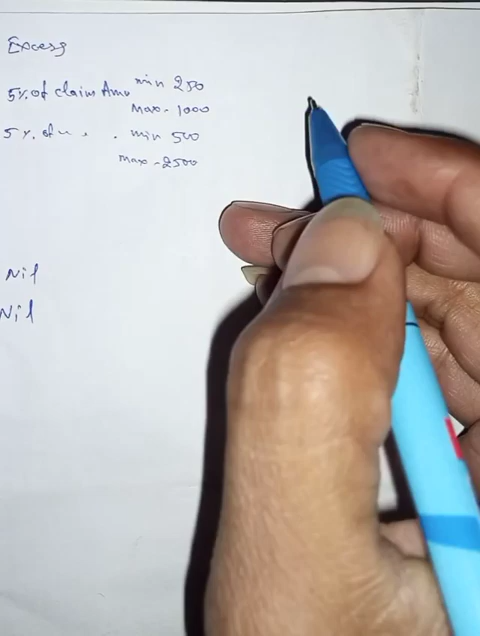 Excess
5% of claim Amo min 250
Max - 1000
5% of " , . min 500
Max - 2500
Nil
Nil